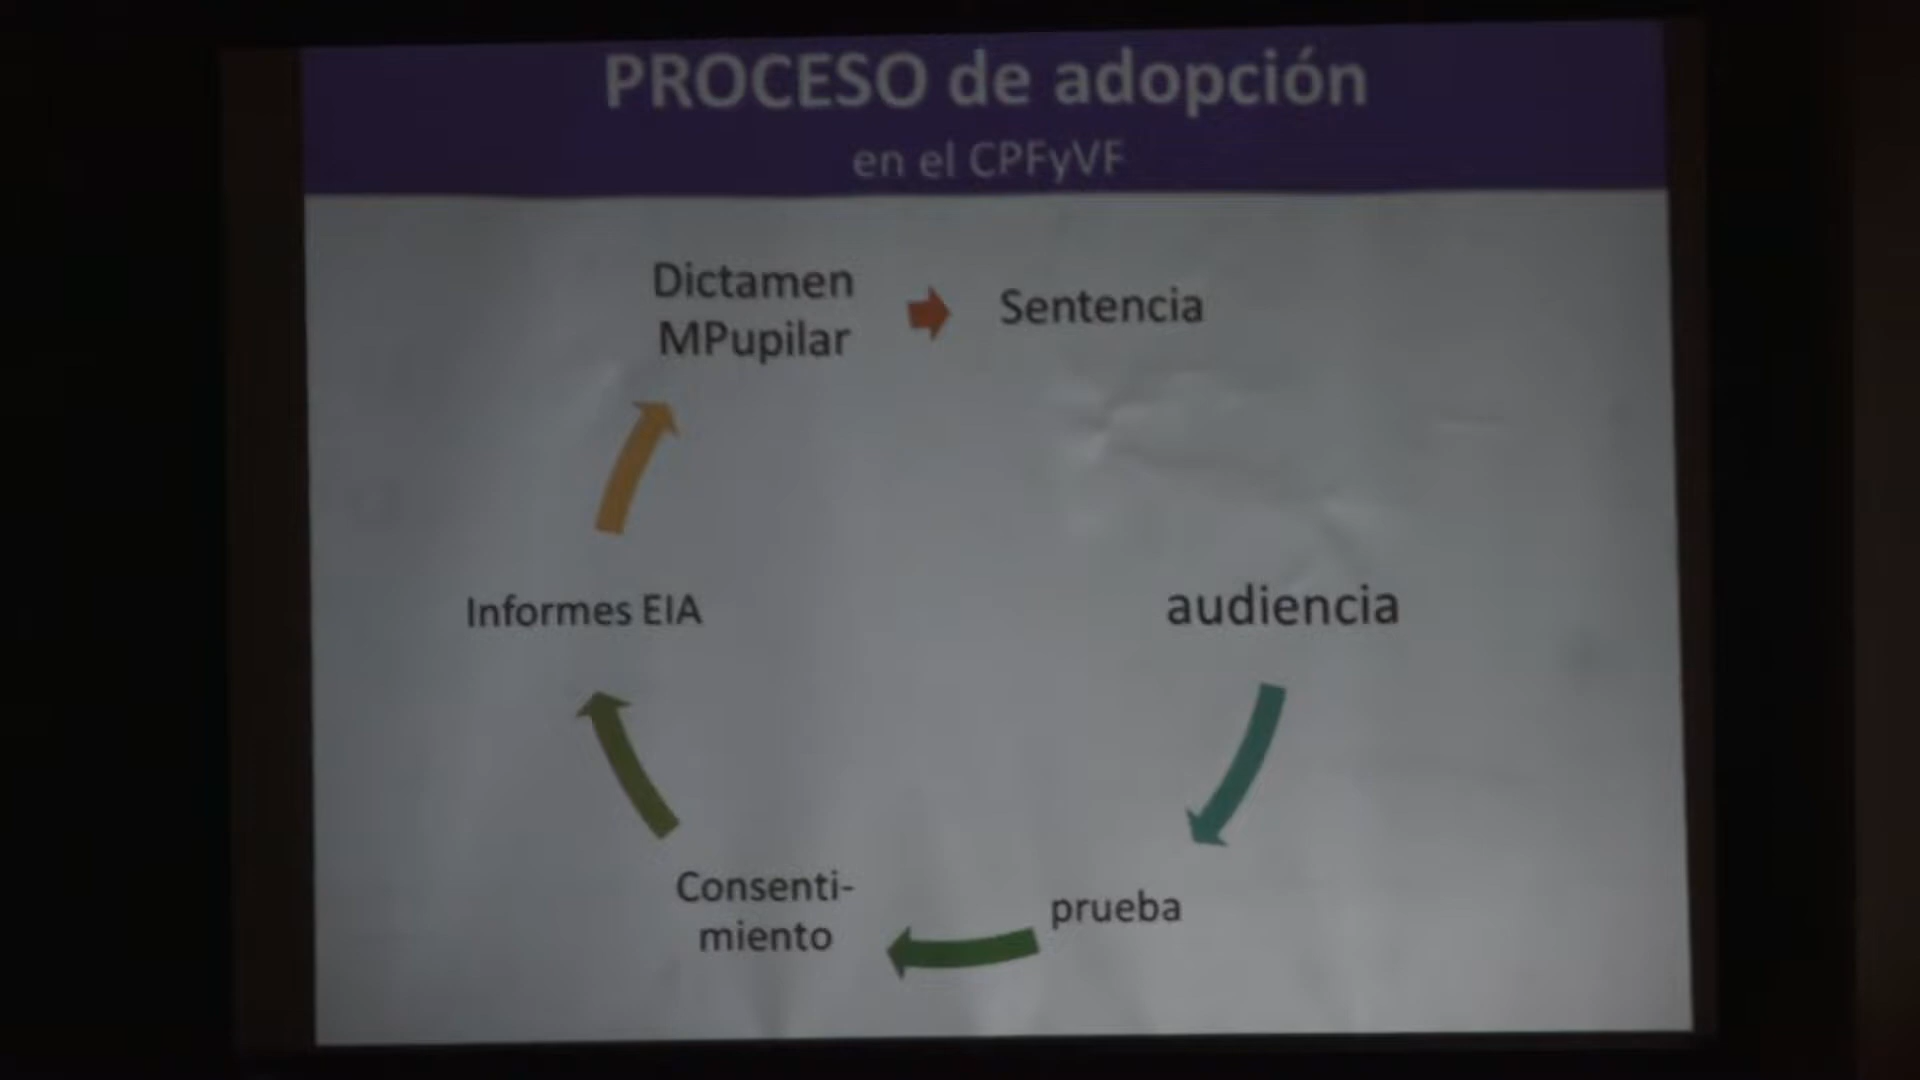 PROCESO de adopción
en el CPFyVF
Dictamen
MPupilar
Sentencia
Informes EIA
audiencia
Consenti-
miento
prueba